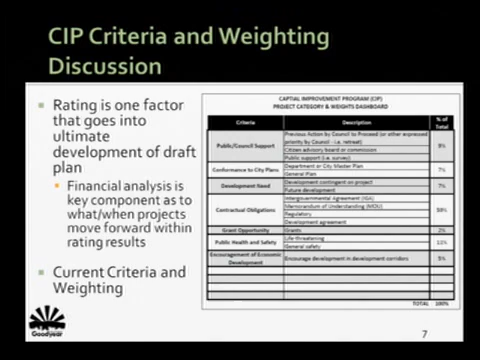 CIP Criteria and Weighting
Discussion
Rating is one factor
that goes into
ultimate
development of draft
plan
Financial analysis is
key component as to
what/when projects
move forward within
rating results
Current Criteria and
Weighting
CAPTIAL IMPROVEMENT PROGRAM (CIP)
PROJECT CATEGORY & WEIGHTS DASHBOARD
Criteria Description % of Total
Public/Council Support
Previous Action by Council to Proceed (or other expressed
priority by Council - i.e. retreat)
Citizen advisory board or commission
Public support (i.e. survey)
Conformance to City Plans
Department or City Master Plan
General Plan
7%
Development Need
Development contingent on project
Future development
7%
Contractual Obligations
Intergovernmental Agreement (IGA)
Memorandum of Understanding (MOU)
Regulatory
Development agreement
Grant Opportunity Grants 2%
Public Health and Safety
Life-threatening
General safety
Encouragement of Economic
Development
Encourage development in development corridors
5%
TOTAL 100%
Goodyear
7